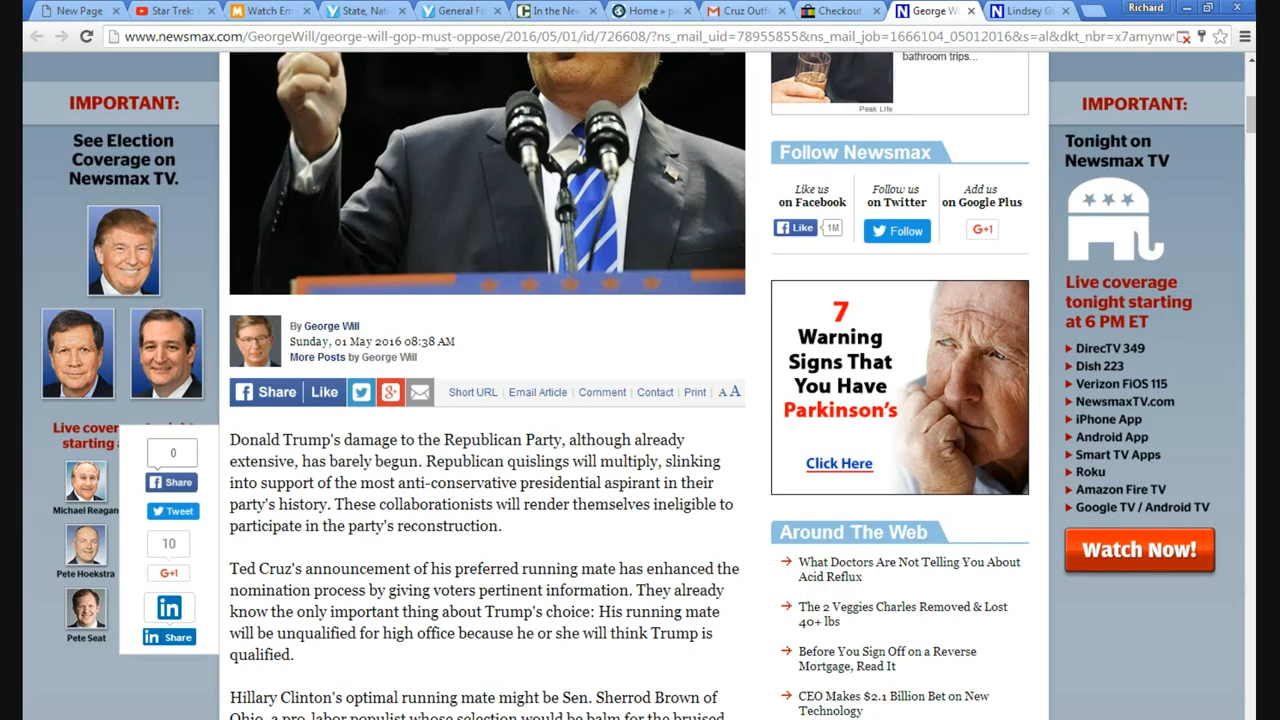 New Page
Star Trek:
Watch Em
State, Nat
General Fo
In the New
Home » p
Cruz Outf
Checkout
George W
Lindsey G
Richard
www.newsmax.com/GeorgeWill/george-will-gop-must-oppose/2016/05/01/id/726608/?ns_mail_uid=78955855&ns_mail_job=1666104_05012016&s=al&dkt_nbr=x7amynw
IMPORTANT:
See Election
Coverage on
Newsmax TV.
Live cover
starting
Michael Reagan
Pete Hoekstra
Pete Seat
0
Share
Tweet
10
G+1
in
in Share
By George Will
Sunday, 01 May 2016 08:38 AM
More Posts by George Will
Share Like
Short URL | Email Article | Comment | Contact | Print | A A
Donald Trump's damage to the Republican Party, although already
extensive, has barely begun. Republican quislings will multiply, slinking
into support of the most anti-conservative presidential aspirant in their
party's history. These collaborationists will render themselves ineligible to
participate in the party's reconstruction.
Ted Cruz's announcement of his preferred running mate has enhanced the
nomination process by giving voters pertinent information. They already
know the only important thing about Trump's choice: His running mate
will be unqualified for high office because he or she will think Trump is
qualified.
Hillary Clinton's optimal running mate might be Sen. Sherrod Brown of
Ohio, a pro-labor populist whose selection would be balm for the bruised
bathroom trips...
Peak Life
Follow Newsmax
Like us
on Facebook
Like 1M
Follow us
on Twitter
Follow
Add us
on Google Plus
G+1
7
Warning
Signs That
You Have
Parkinson's
Click Here
Around The Web
What Doctors Are Not Telling You About
Acid Reflux
The 2 Veggies Charles Removed & Lost
40+ lbs
Before You Sign Off on a Reverse
Mortgage, Read It
CEO Makes $2.1 Billion Bet on New
Technology
IMPORTANT:
Tonight on
Newsmax TV
Live coverage
tonight starting
at 6 PM ET
DirecTV 349
Dish 223
Verizon FiOS 115
NewsmaxTV.com
iPhone App
Android App
Smart TV Apps
Roku
Amazon Fire TV
Google TV / Android TV
Watch Now!